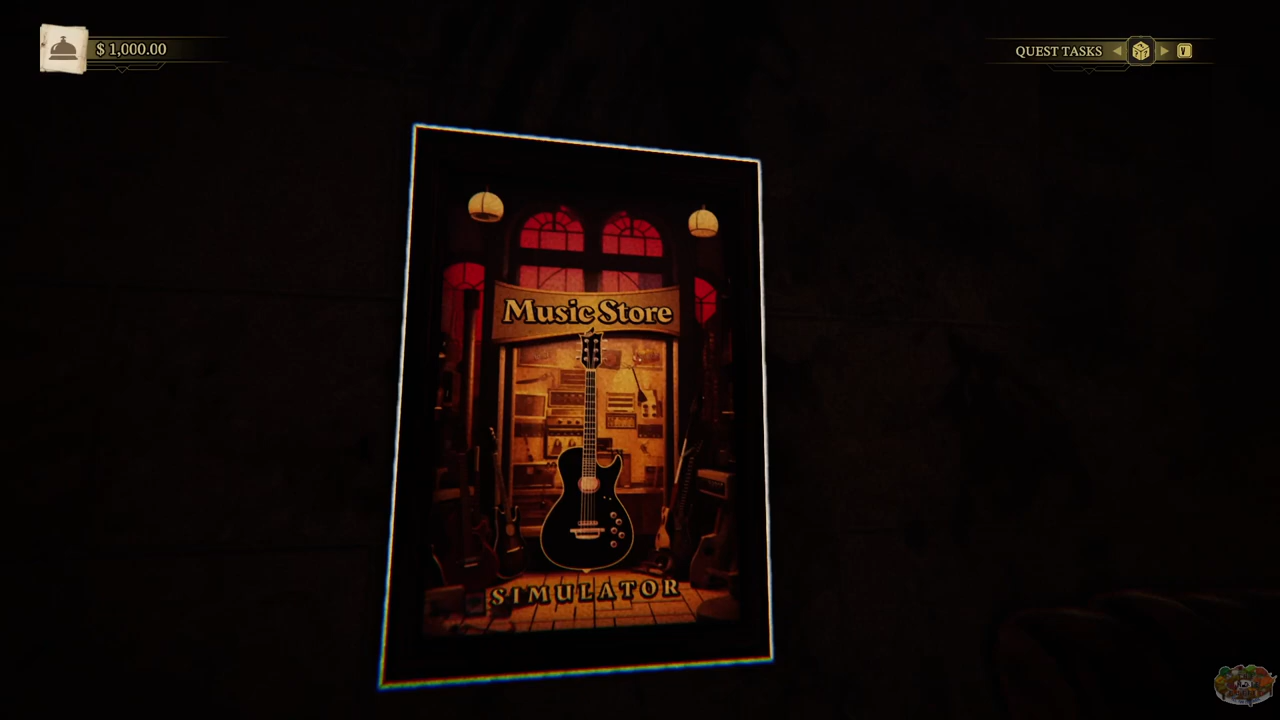 $ 1,000.00
QUEST TASKS
Y
Music Store
SIMULATOR